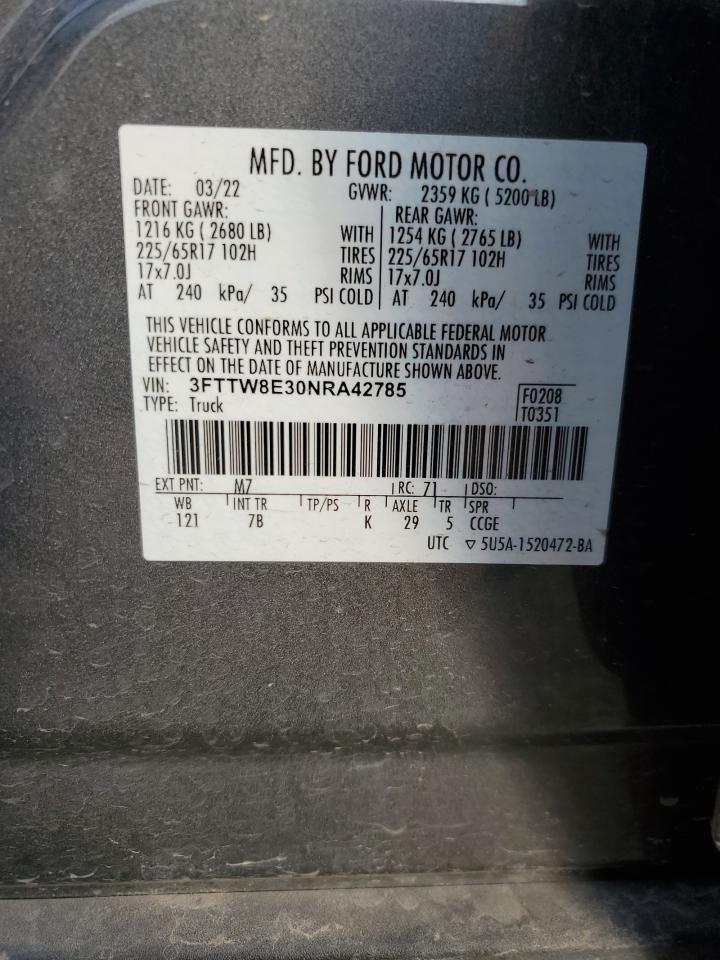 MFD. BY FORD MOTOR CO.
DATE: 03/22 GVWR: 2359 KG ( 5200 LB)
FRONT GAWR: REAR GAWR:
1216 KG ( 2680 LB) WITH 1254 KG ( 2765 LB) WITH
225/65R17 102H TIRES 225/65R17 102H TIRES
17x7.0J RIMS 17x7.0J RIMS
AT 240 kPa/ 35 PSI COLD AT 240 kPa/ 35 PSI COLD
THIS VEHICLE CONFORMS TO ALL APPLICABLE FEDERAL MOTOR
VEHICLE SAFETY AND THEFT PREVENTION STANDARDS IN
EFFECT ON THE DATE OF MANUFACTURE SHOWN ABOVE.
VIN: 3FTTW8E30NRA42785 F0208
TYPE: Truck T0351
EXT PNT: M7 RC: 71 DSO:
WB INT TR TP/PS R AXLE TR SPR
121 7B K 29 5 CCGE
UTC ▽ 5U5A-1520472-BA